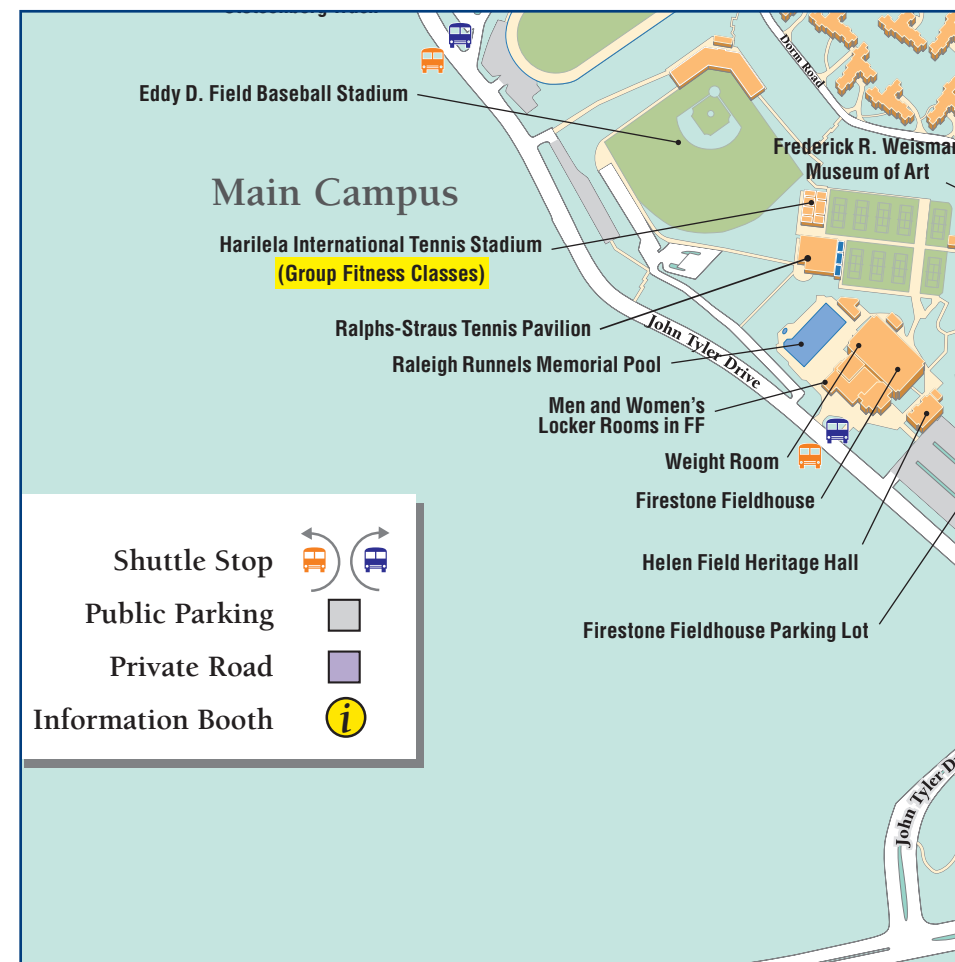 Eddy D. Field Baseball Stadium
Dorm Road
Frederick R. Weisman
Museum of Art
Main Campus
Harilela International Tennis Stadium
(Group Fitness Classes)
Ralphs-Straus Tennis Pavilion
John Tyler Drive
Raleigh Runnels Memorial Pool
Men and Women's
Locker Rooms in FF
Weight Room
Firestone Fieldhouse
Helen Field Heritage Hall
Firestone Fieldhouse Parking Lot
Shuttle Stop
Public Parking
Private Road
Information Booth
i
John Tyler D